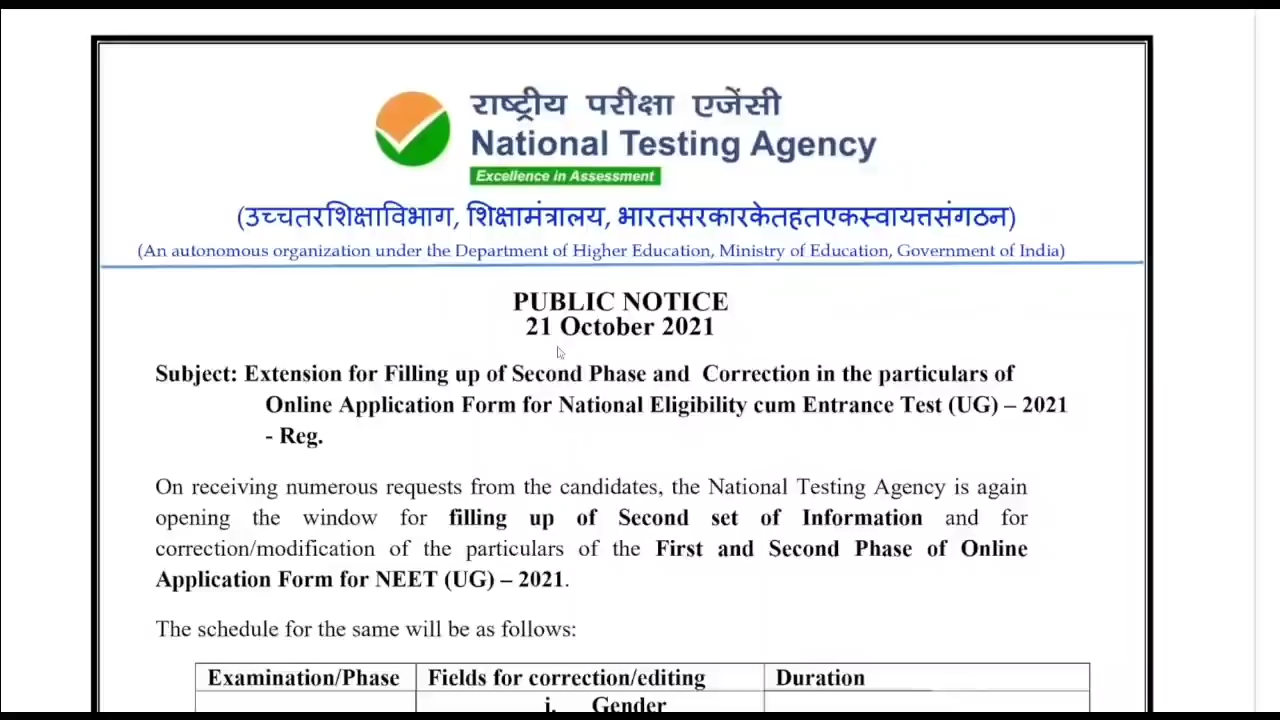 राष्ट्रीय परीक्षा एजेंसी
National Testing Agency
Excellence in Assessment
(उच्चतरशिक्षाविभाग, शिक्षामंत्रालय, भारतसरकारकेतहतएकस्वायत्तसंगठन)
(An autonomous organization under the Department of Higher Education, Ministry of Education, Government of India)
PUBLIC NOTICE
21 October 2021
Subject: Extension for Filling up of Second Phase and Correction in the particulars of
Online Application Form for National Eligibility cum Entrance Test (UG) – 2021
- Reg.
On receiving numerous requests from the candidates, the National Testing Agency is again
opening the window for filling up of Second set of Information and for
correction/modification of the particulars of the First and Second Phase of Online
Application Form for NEET (UG) – 2021.
The schedule for the same will be as follows:
Examination/Phase Fields for correction/editing Duration
i. Gender